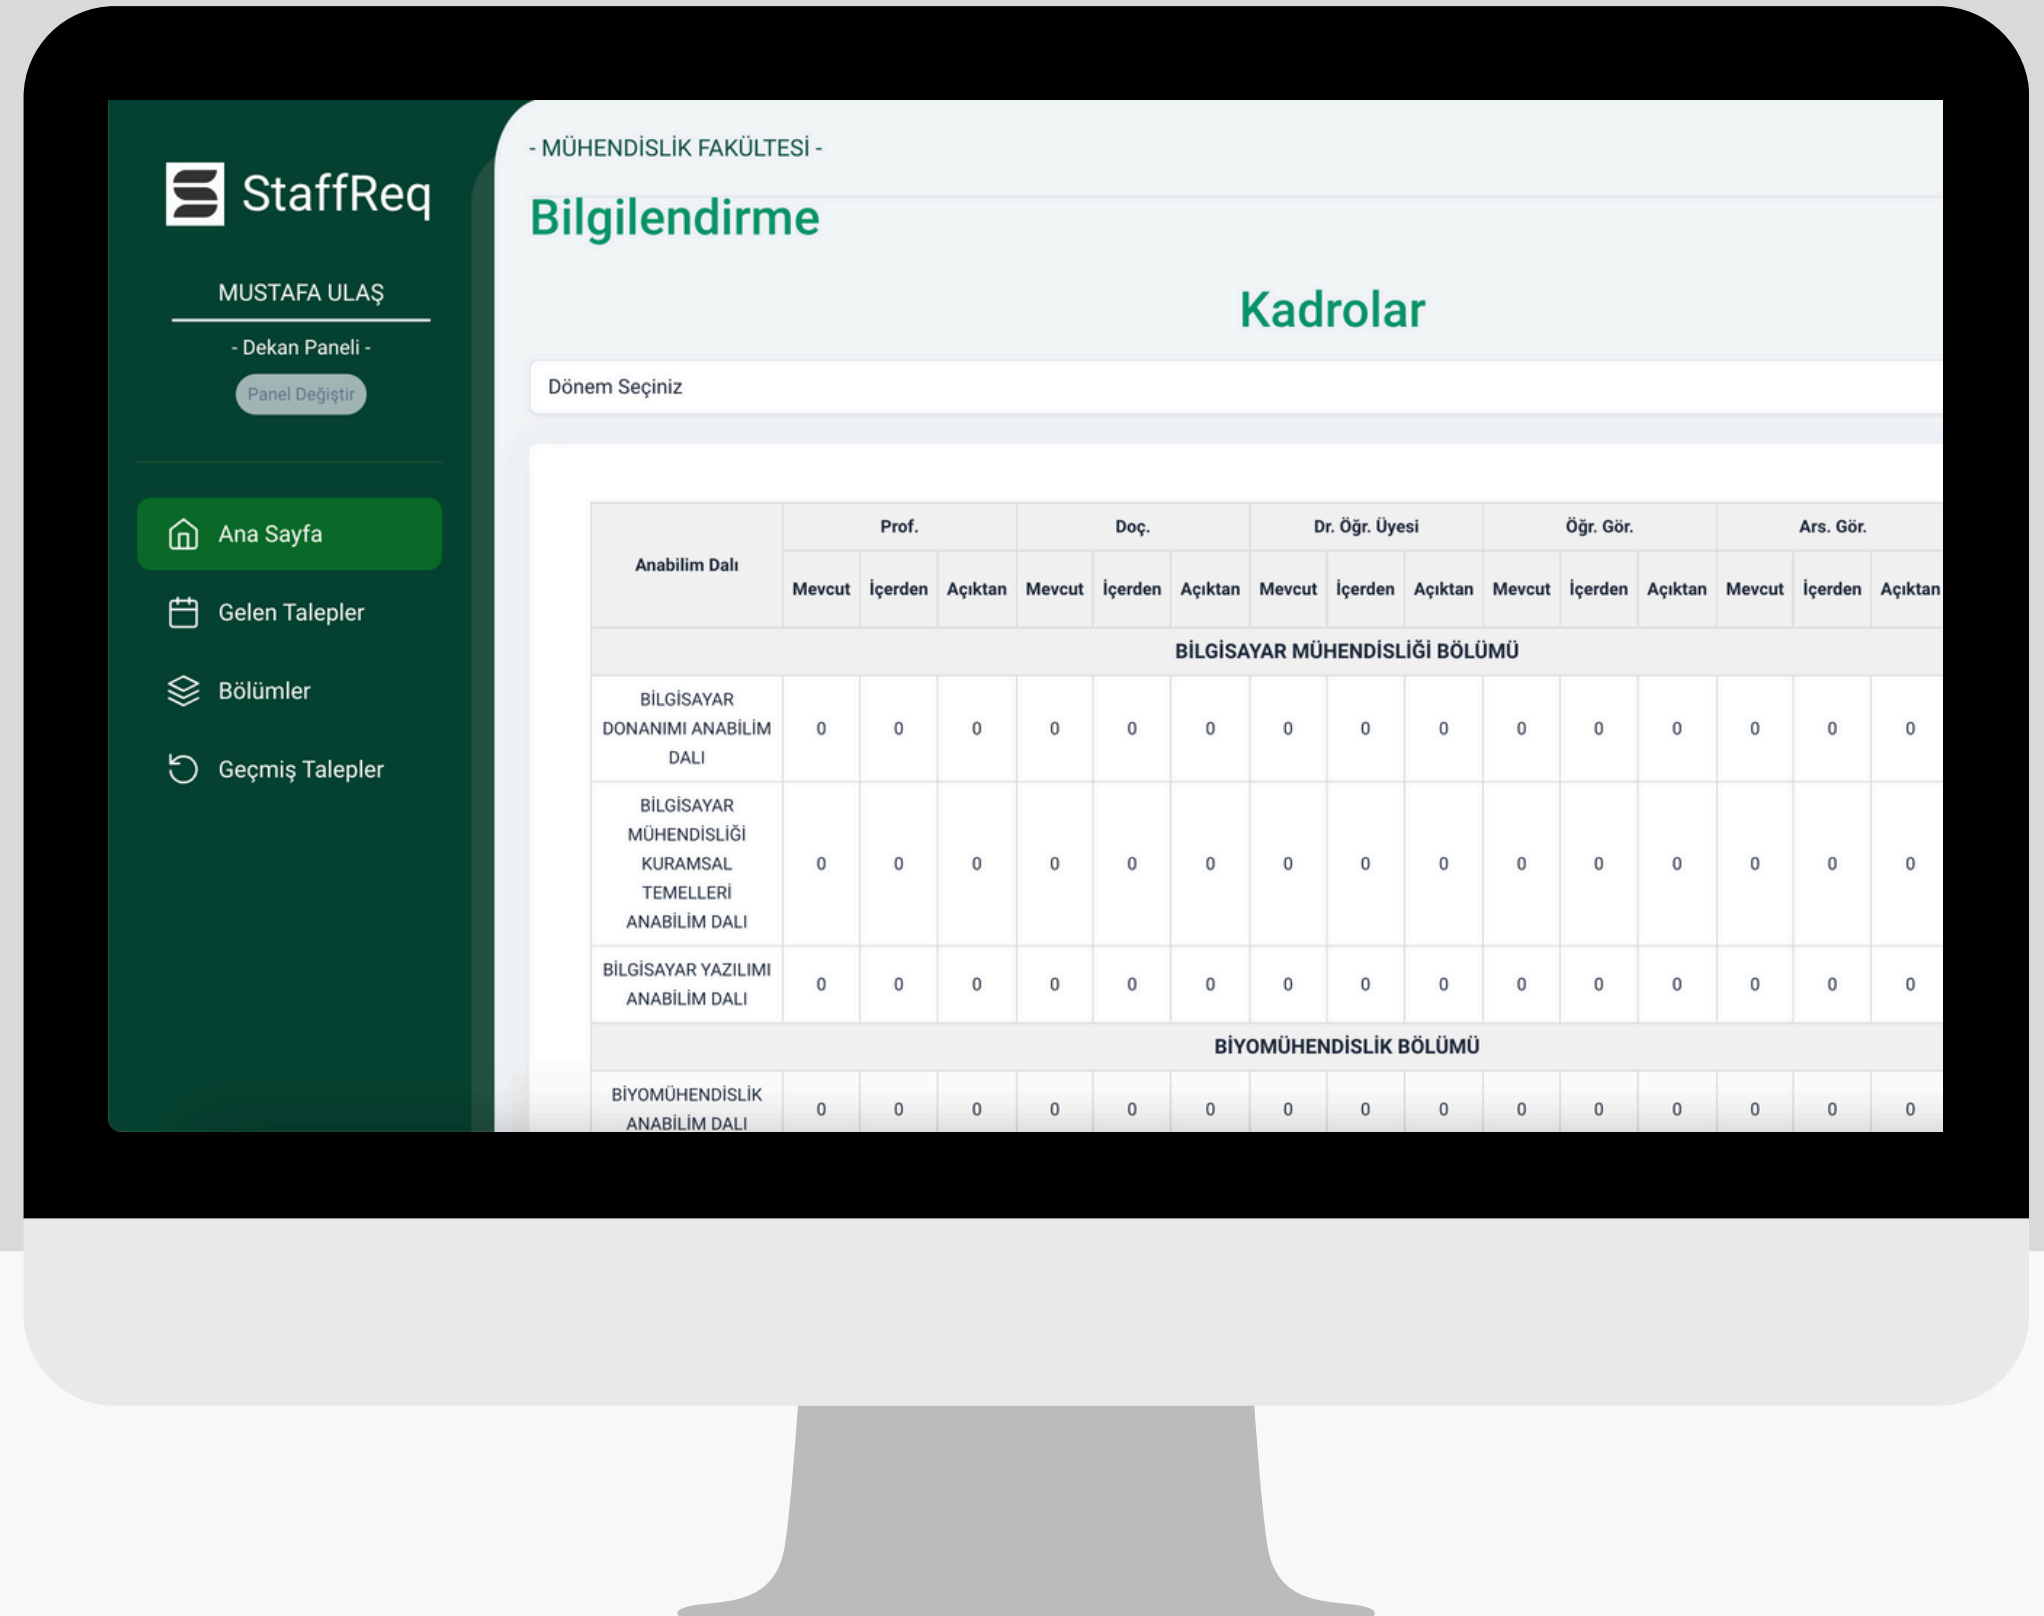 StaffReq
MUSTAFA ULAŞ
- Dekan Paneli -
Panel Değiştir
Ana Sayfa
Gelen Talepler
Bölümler
Geçmiş Talepler
- MÜHENDİSLİK FAKÜLTESİ -
Bilgilendirme
Kadrolar
Dönem Seçiniz
Anabilim Dalı Prof. Doç. Dr. Öğr. Üyesi Öğr. Gör. Ars. Gör.
Mevcut İçerden Açıktan Mevcut İçerden Açıktan Mevcut İçerden Açıktan Mevcut İçerden Açıktan Mevcut İçerden Açıktan
BİLGİSAYAR MÜHENDİSLİĞİ BÖLÜMÜ
BİLGİSAYAR
DONANIMI ANABİLİM
DALI
0 0 0 0 0 0 0 0 0 0 0 0 0 0 0
BİLGİSAYAR
MÜHENDİSLİĞİ
KURAMSAL
TEMELLERİ
ANABİLİM DALI
0 0 0 0 0 0 0 0 0 0 0 0 0 0 0
BİLGİSAYAR YAZILIMI
ANABİLİM DALI
0 0 0 0 0 0 0 0 0 0 0 0 0 0 0
BİYOMÜHENDİSLİK BÖLÜMÜ
BİYOMÜHENDİSLİK
ANABİLİM DALI
0 0 0 0 0 0 0 0 0 0 0 0 0 0 0